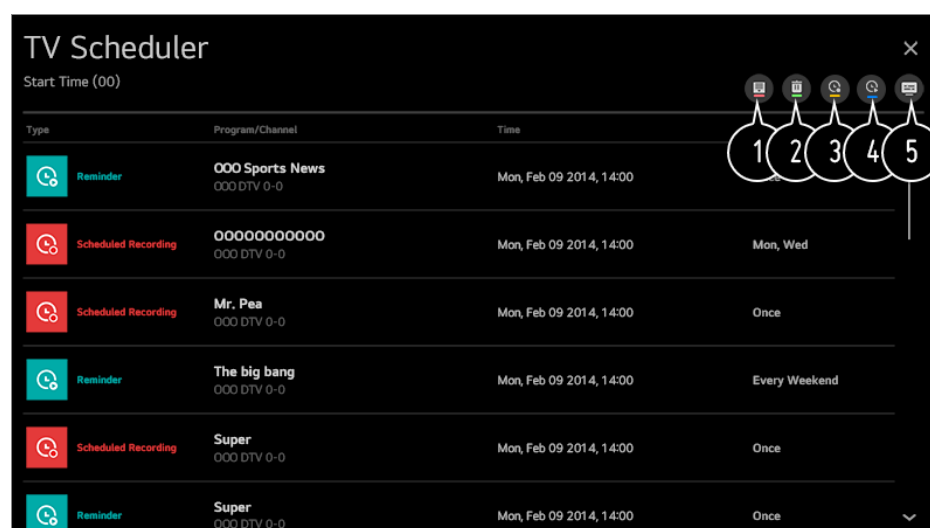 TV Scheduler
Start Time (00)
1 2 3 4 5
Type Program/Channel Time
Reminder OOO Sports News Mon, Feb 09 2014, 14:00
OOO DTV 0-0
Scheduled Recording OOOOOOOOOOO Mon, Feb 09 2014, 14:00 Mon, Wed
OOO DTV 0-0
Scheduled Recording Mr. Pea Mon, Feb 09 2014, 14:00 Once
OOO DTV 0-0
Reminder The big bang Mon, Feb 09 2014, 14:00 Every Weekend
OOO DTV 0-0
Scheduled Recording Super Mon, Feb 09 2014, 14:00 Once
OOO DTV 0-0
Reminder Super Mon, Feb 09 2014, 14:00 Once
OOO DTV 0-0